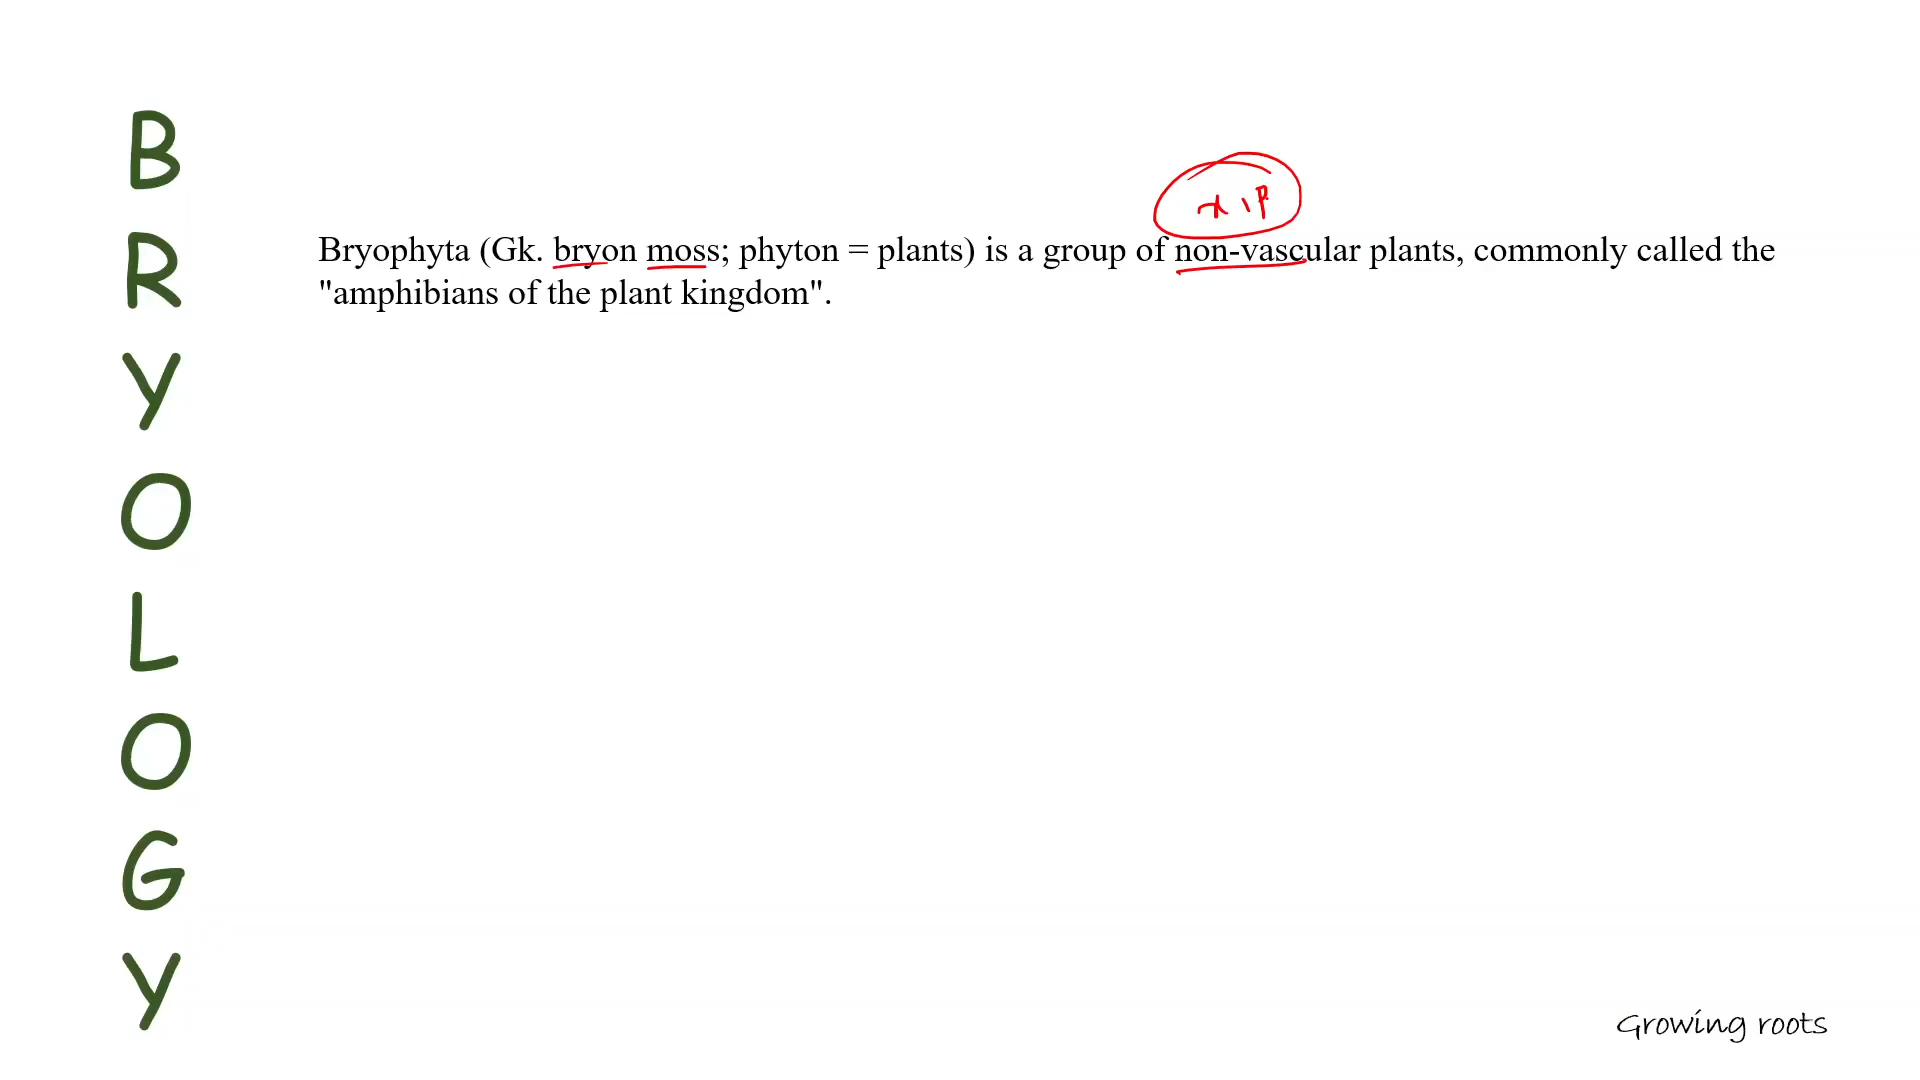 BRYOLOGY
x, P
Bryophyta (Gk. bryon moss; phyton = plants) is a group of non-vascular plants, commonly called the
"amphibians of the plant kingdom".
Growing roots